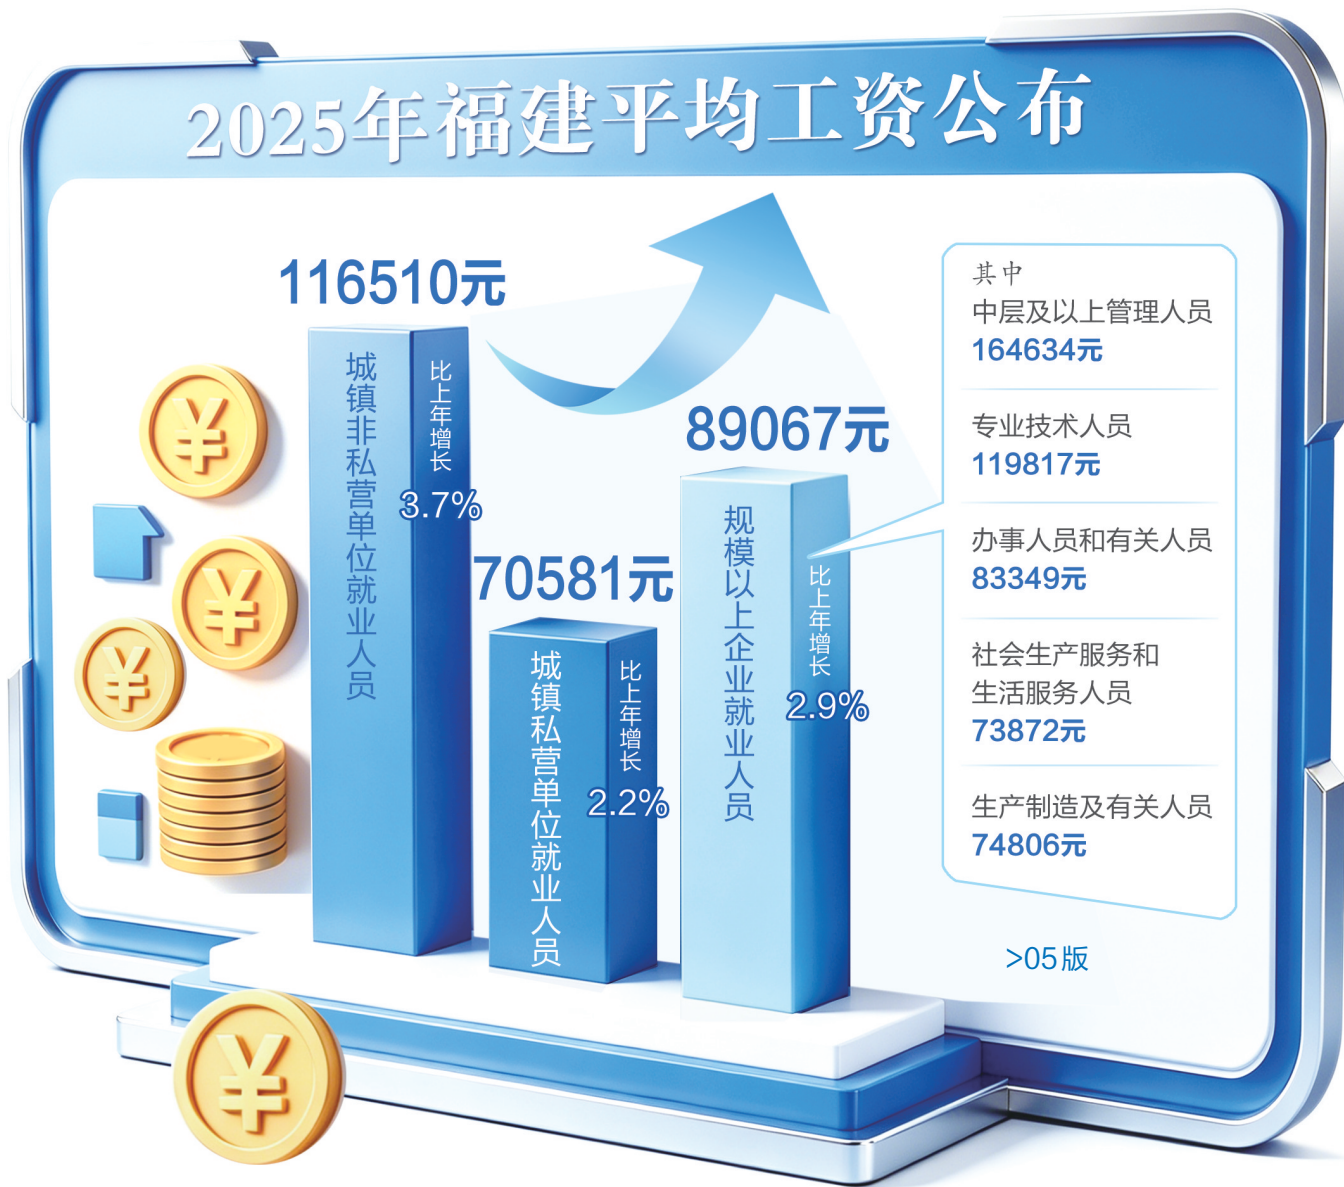 2025年福建平均工资公布
116510元
城镇非私营单位就业人员
比上年增长
3.7%
70581元
城镇私营单位就业人员
比上年增长
2.2%
89067元
规模以上企业就业人员
比上年增长
2.9%
其中
中层及以上管理人员
164634元
专业技术人员
119817元
办事人员和有关人员
83349元
社会生产服务和
生活服务人员
73872元
生产制造及有关人员
74806元
>05版
¥
¥
¥
¥